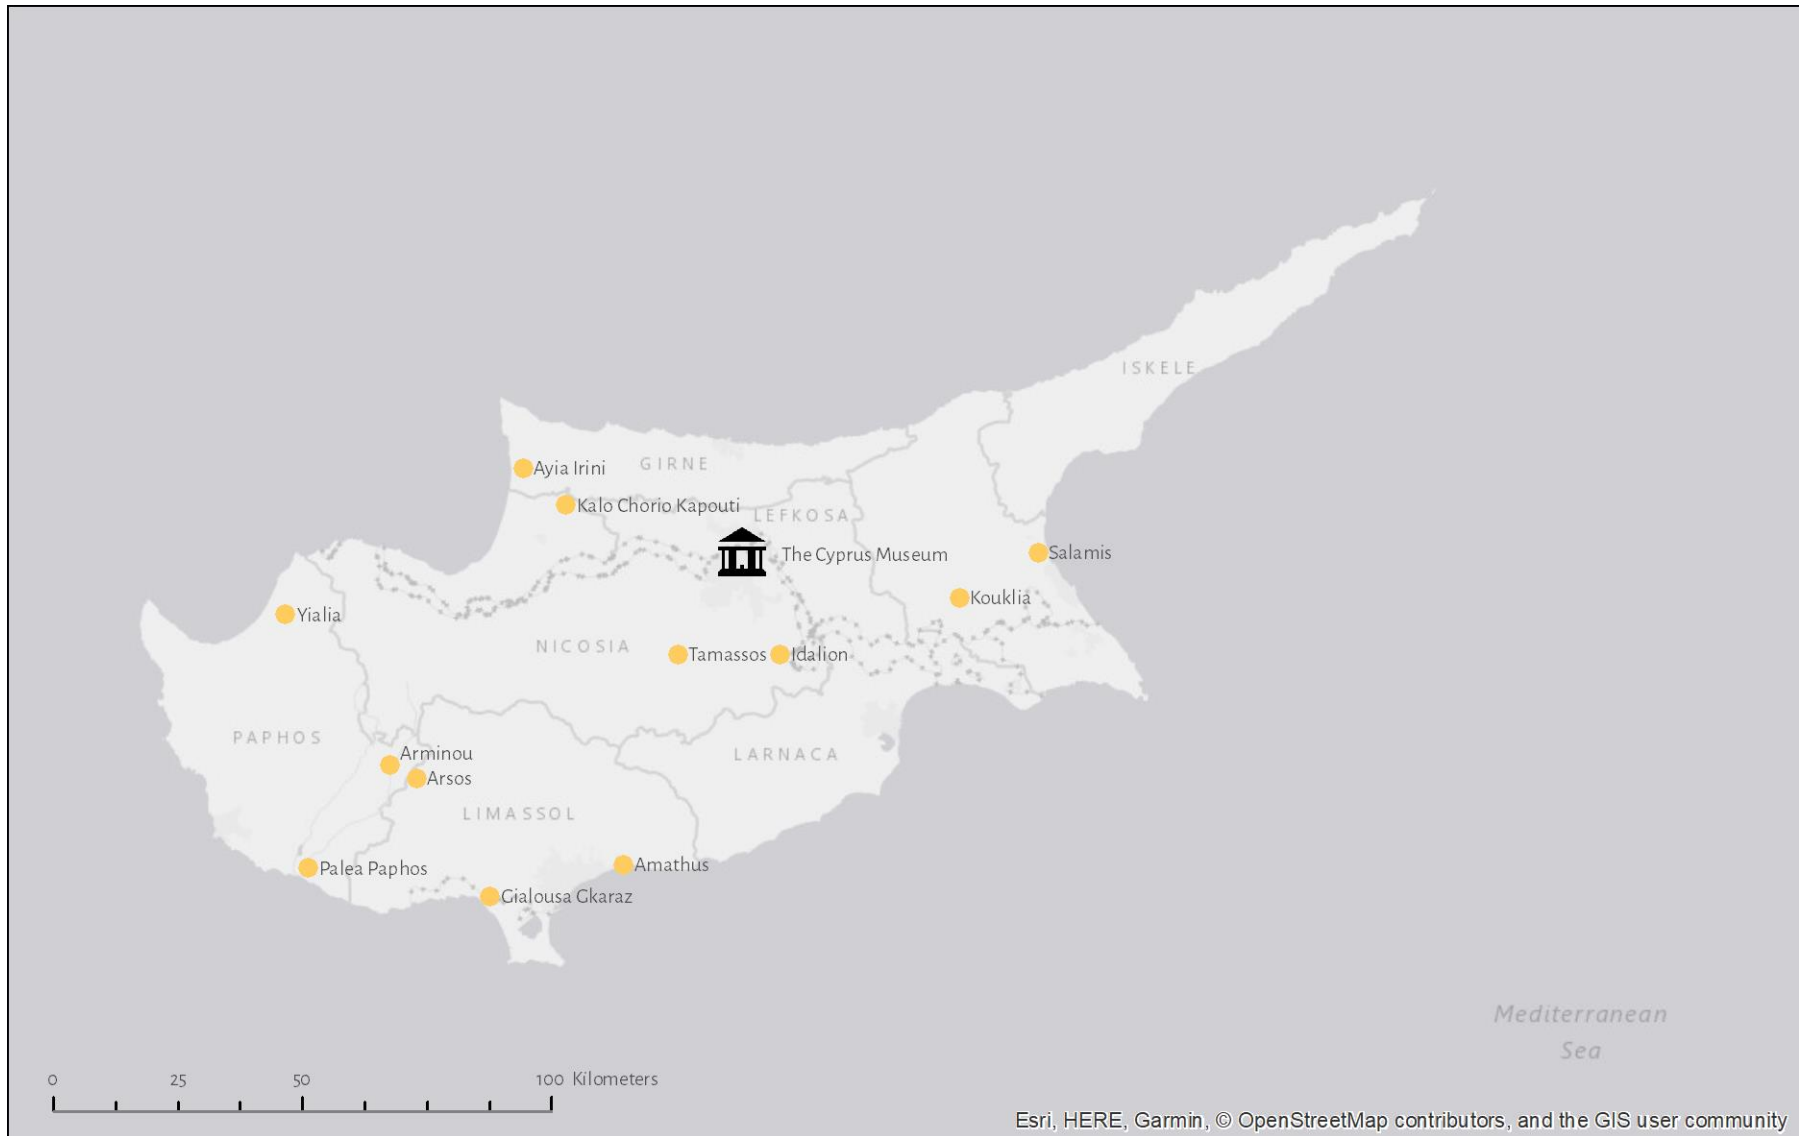 ISKELE
Ayia Irini
GIRNE
Kalo Chorio Kapouti
LEFKOSA
The Cyprus Museum
Salamis
Kouklia
Yialia
NICOSIA
Tamassos
Idalion
PAPHOS
Arminou
LARNACA
Arsos
LIMASSOL
Palea Paphos
Amathus
Gialousa Gkaraz
Mediterranean
Sea
0 25 50 100 Kilometers
Esri, HERE, Garmin, © OpenStreetMap contributors, and the GIS user community